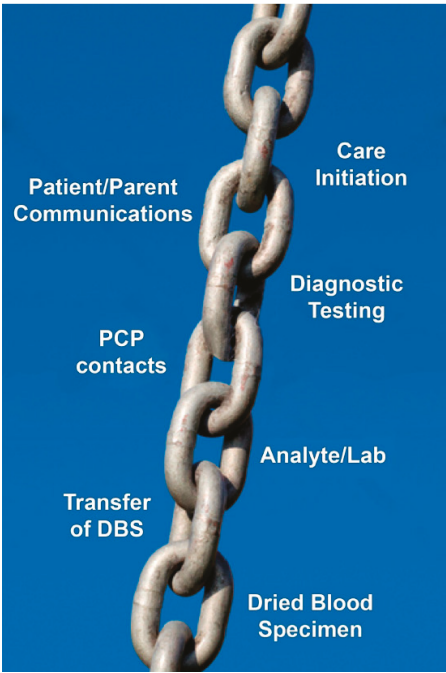 Care
Initiation
Patient/Parent
Communications
Diagnostic
Testing
PCP
contacts
Analyte/Lab
Transfer
of DBS
Dried Blood
Specimen